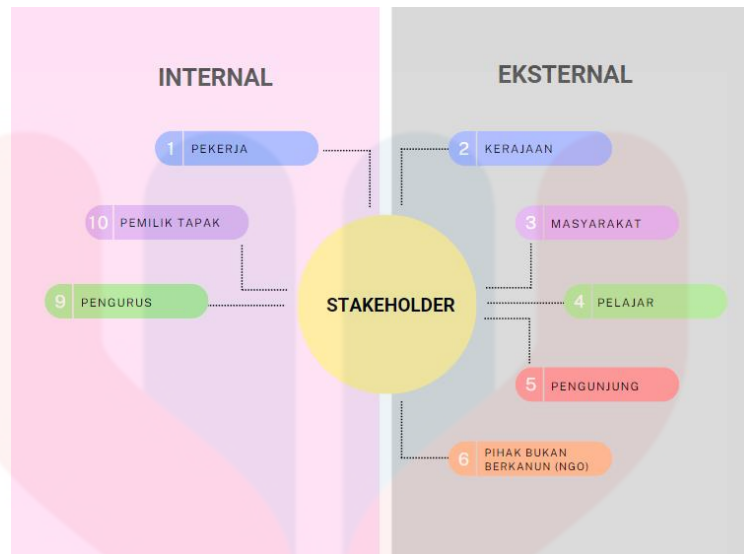 INTERNAL
EKSTERNAL
1 PEKERJA
2 KERAJAAN
10 PEMILIK TAPAK
3 MASYARAKAT
9 PENGURUS
STAKEHOLDER
4 PELAJAR
5 PENGUNJUNG
6 PIHAK BUKAN
BERKANUN (NGO)